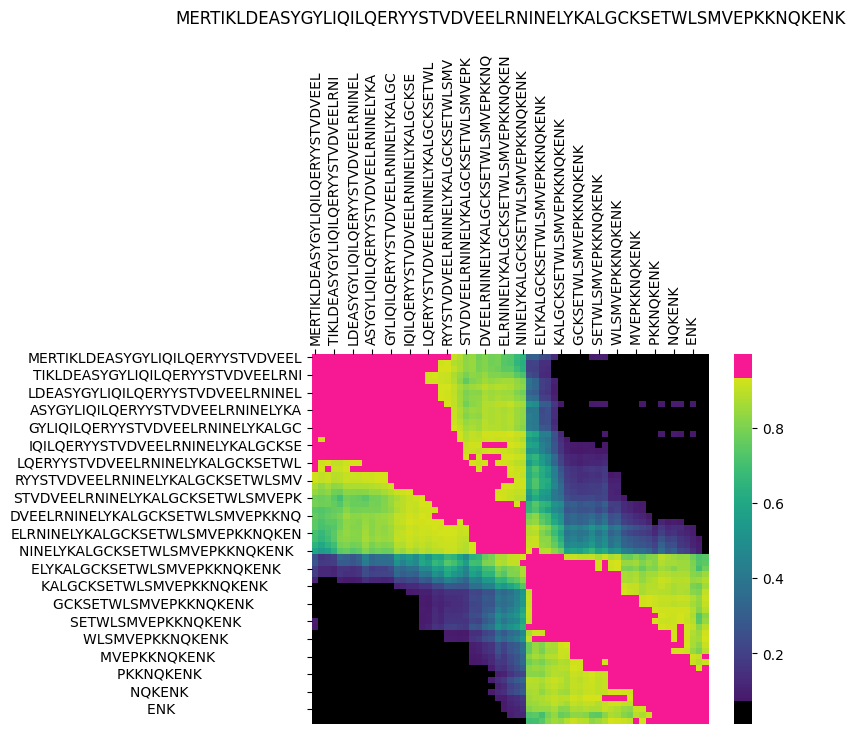 MERTIKLDEASYGYLIQILQERYYSTVDVEELRNINELYKALGCKSETWLSMVEPKKNQKENK
MERTIKLDEASYGYLIQILQERYYSTVDVEEL
TIKLDEASYGYLIQILQERYYSTVDVEELRNI
LDEASYGYLIQILQERYYSTVDVEELRNINEL
ASYGYLIQILQERYYSTVDVEELRNINELYKA
GYLIQILQERYYSTVDVEELRNINELYKALGC
IQILQERYYSTVDVEELRNINELYKALGCKSE
LQERYYSTVDVEELRNINELYKALGCKSETWL
RYYSTVDVEELRNINELYKALGCKSETWLSMV
STVDVEELRNINELYKALGCKSETWLSMVEPK
DVEELRNINELYKALGCKSETWLSMVEPKKNQ
ELRNINELYKALGCKSETWLSMVEPKKNQKEN
NINELYKALGCKSETWLSMVEPKKNQKENK
ELYKALGCKSETWLSMVEPKKNQKENK
KALGCKSETWLSMVEPKKNQKENK
GCKSETWLSMVEPKKNQKENK
SETWLSMVEPKKNQKENK
WLSMVEPKKNQKENK
MVEPKKNQKENK
PKKNQKENK
NQKENK
ENK
MERTIKLDEASYGYLIQILQERYYSTVDVEEL
TIKLDEASYGYLIQILQERYYSTVDVEELRNI
LDEASYGYLIQILQERYYSTVDVEELRNINEL
ASYGYLIQILQERYYSTVDVEELRNINELYKA
GYLIQILQERYYSTVDVEELRNINELYKALGC
IQILQERYYSTVDVEELRNINELYKALGCKSE
LQERYYSTVDVEELRNINELYKALGCKSETWL
RYYSTVDVEELRNINELYKALGCKSETWLSMV
STVDVEELRNINELYKALGCKSETWLSMVEPK
DVEELRNINELYKALGCKSETWLSMVEPKKNQ
ELRNINELYKALGCKSETWLSMVEPKKNQKEN
NINELYKALGCKSETWLSMVEPKKNQKENK
ELYKALGCKSETWLSMVEPKKNQKENK
KALGCKSETWLSMVEPKKNQKENK
GCKSETWLSMVEPKKNQKENK
SETWLSMVEPKKNQKENK
WLSMVEPKKNQKENK
MVEPKKNQKENK
PKKNQKENK
NQKENK
ENK
0.8
0.6
0.4
0.2